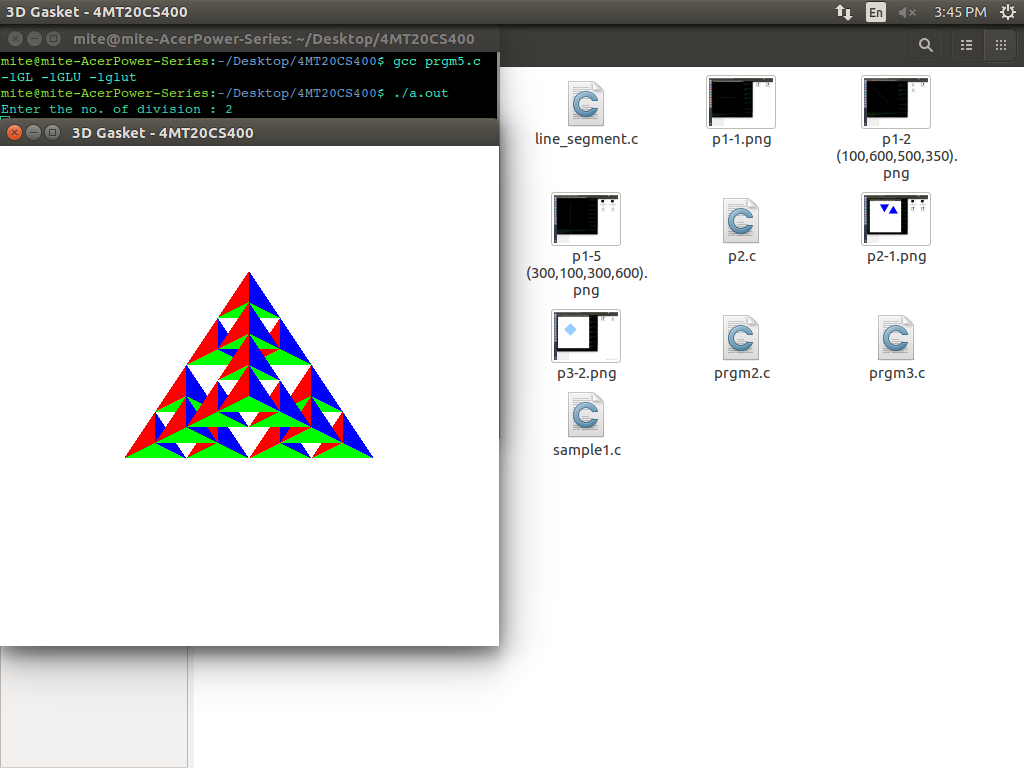 3D Gasket - 4MT20CS400
En
3:45 PM
mite@mite-AcerPower-Series: ~/Desktop/4MT20CS400
mite@mite-AcerPower-Series:~/Desktop/4MT20CS400$ gcc prgm5.c
-lGL -lGLU -lglut
mite@mite-AcerPower-Series:~/Desktop/4MT20CS400$ ./a.out
Enter the no. of division : 2
3D Gasket - 4MT20CS400
line_segment.c
p1-1.png
p1-2
(100,600,500,350).
png
p1-5
(300,100,300,600).
png
p2.c
p2-1.png
p3-2.png
prgm2.c
prgm3.c
sample1.c